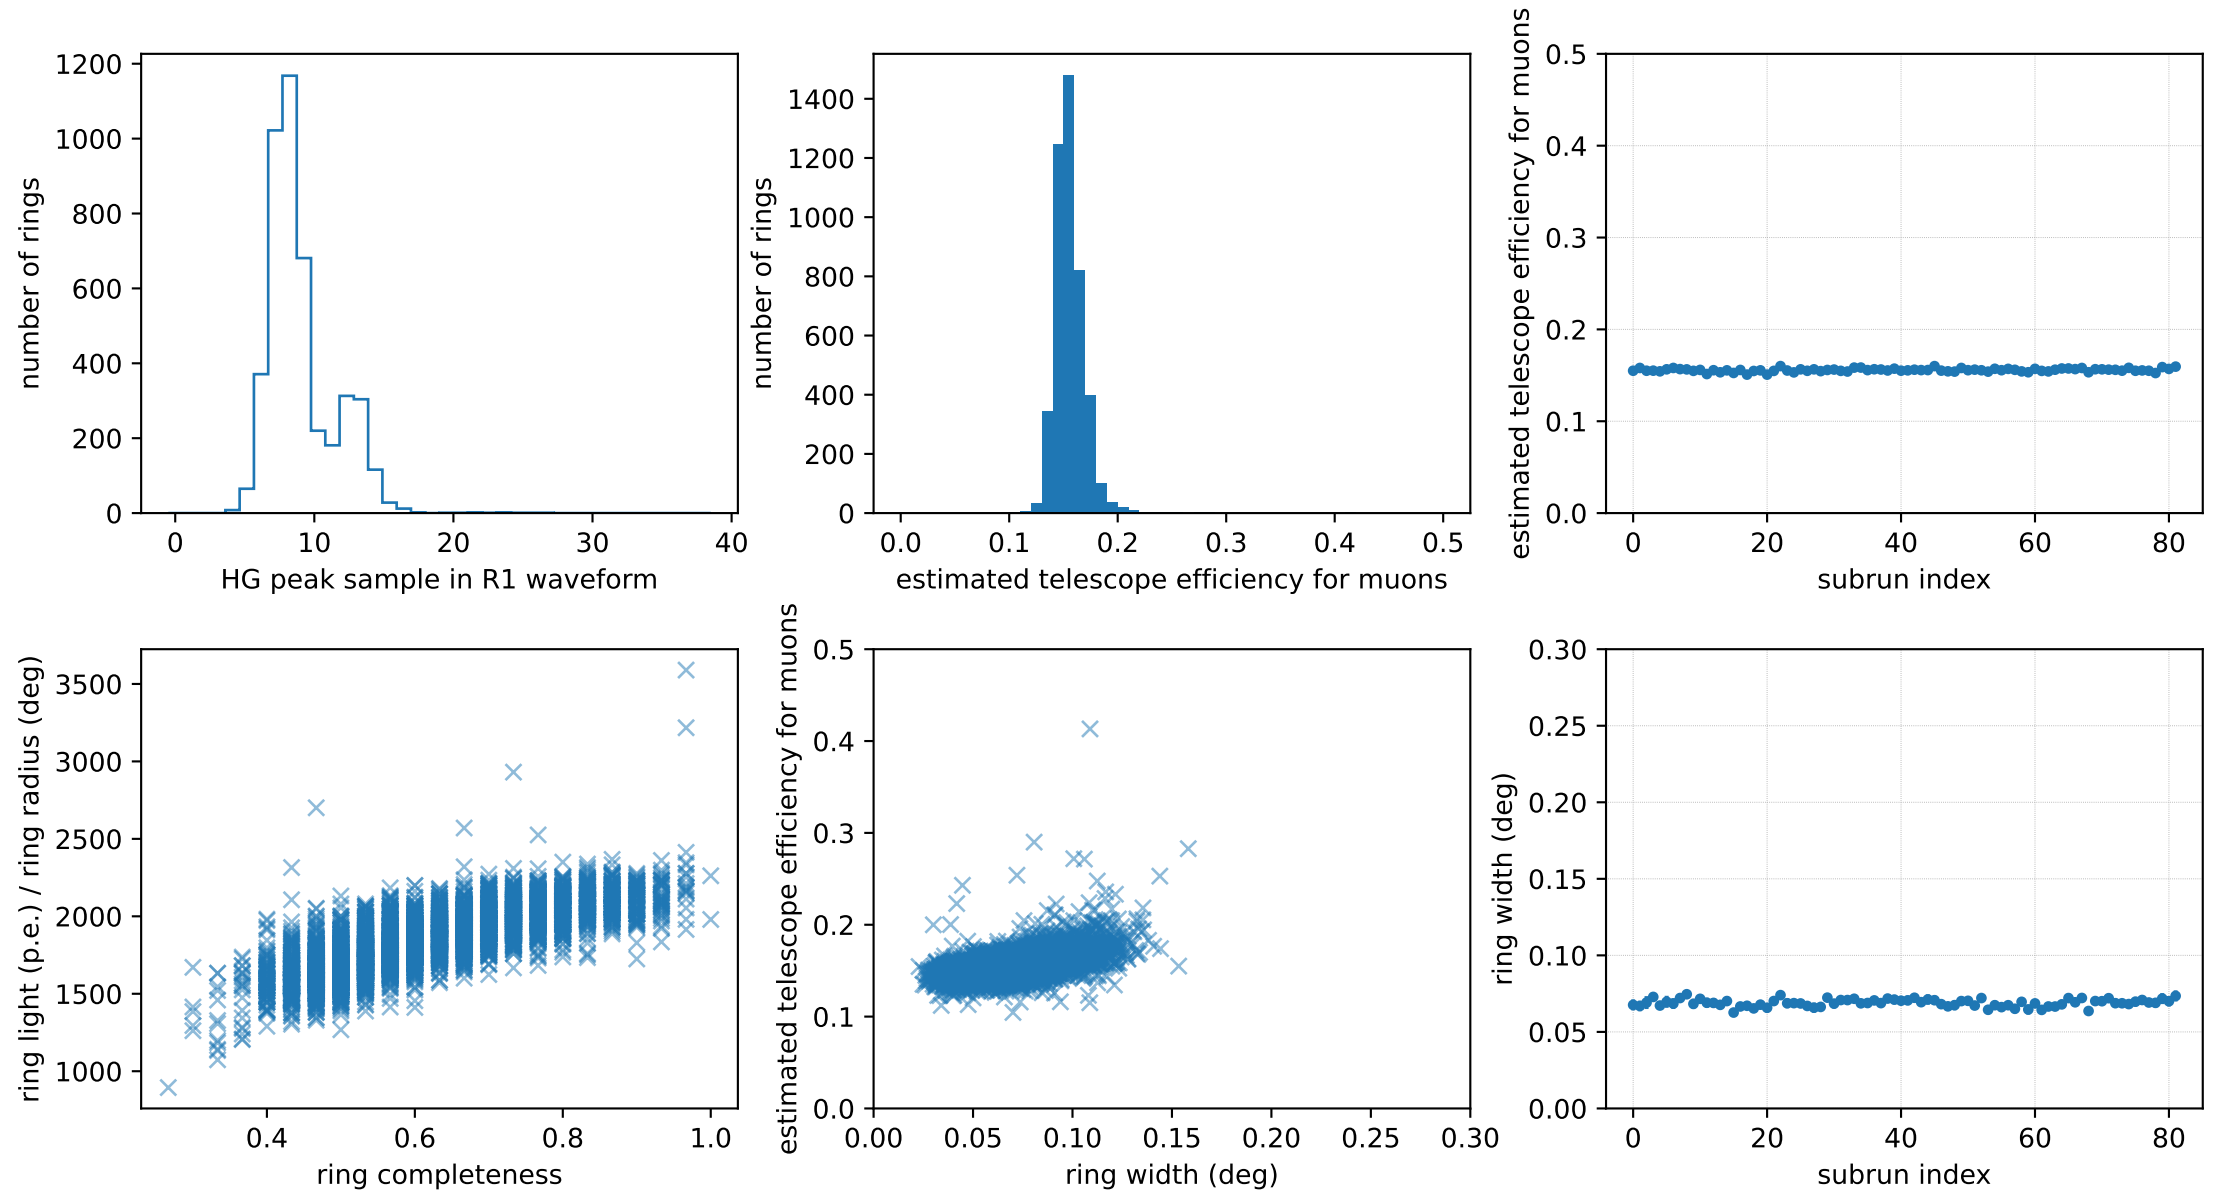 1200
1000
800
600
400
200
0
number of rings
0 10 20 30 40
HG peak sample in R1 waveform
1400
1200
1000
800
600
400
200
0
number of rings
0.0 0.1 0.2 0.3 0.4 0.5
estimated telescope efficiency for muons
0.5
0.4
0.3
0.2
0.1
0.0
estimated telescope efficiency for muons
0 20 40 60 80
subrun index
3500
3000
2500
2000
1500
1000
ring light (p.e.) / ring radius (deg)
0.4 0.6 0.8 1.0
ring completeness
0.5
0.4
0.3
0.2
0.1
0.0
estimated telescope efficiency for muons
0.00 0.05 0.10 0.15 0.20 0.25 0.30
ring width (deg)
0.30
0.25
0.20
0.15
0.10
0.05
0.00
ring width (deg)
0 20 40 60 80
subrun index